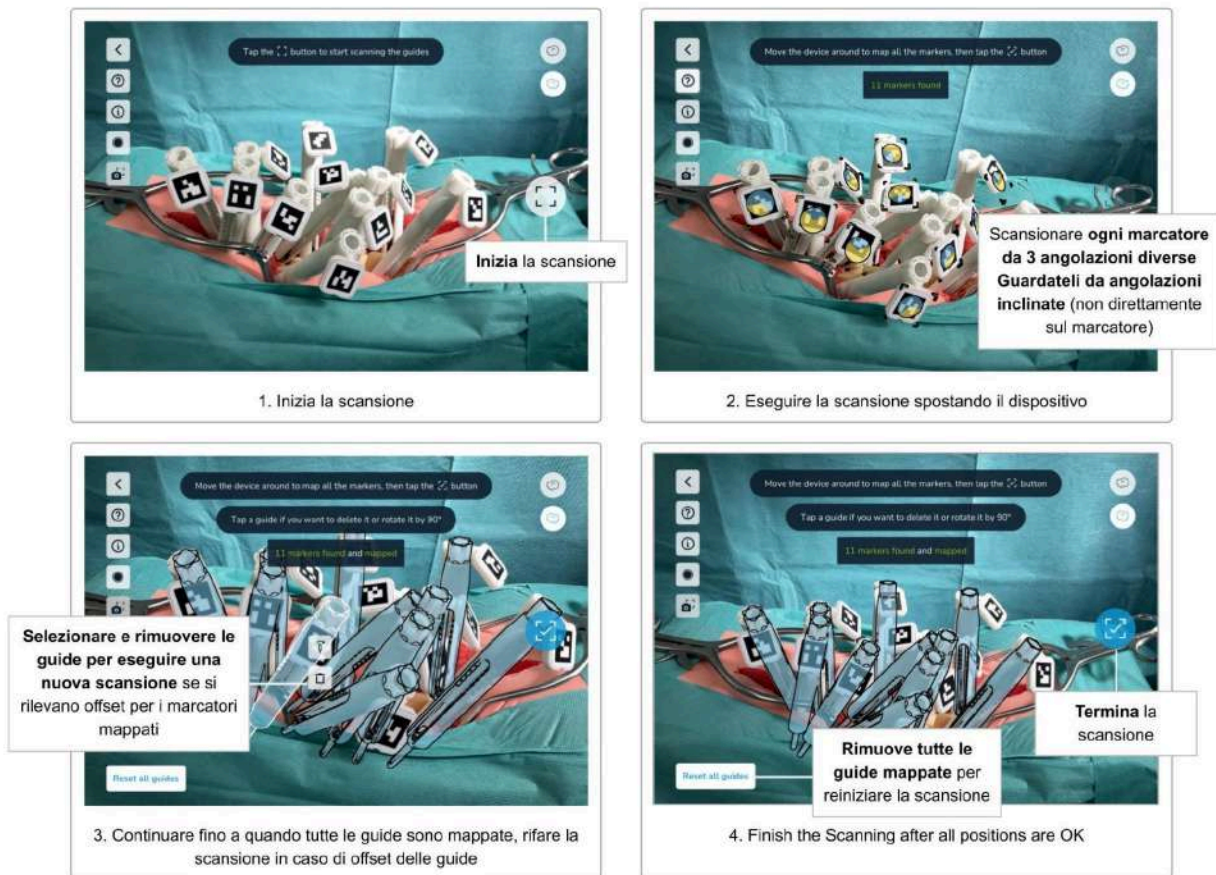 Tap the button to start scanning the guides
Inizia la scansione
1. Inizia la scansione
Move the device around to map all the markers, then tap the button
11 markers found
Scansionare ogni marcatore
da 3 angolazioni diverse
Guardateli da angolazioni
inclinate (non direttamente
sul marcatore)
2. Eseguire la scansione spostando il dispositivo
Move the device around to map all the markers, then tap the button
Tap a guide if you want to delete it or rotate it by 90°
11 markers found and mapped
Selezionare e rimuovere le
guide per eseguire una
nuova scansione se si
rilevano offset per i marcatori
mappati
Reset all guides
3. Continuare fino a quando tutte le guide sono mappate, rifare la
scansione in caso di offset delle guide
Move the device around to map all the markers, then tap the button
Tap a guide if you want to delete it or rotate it by 90°
11 markers found and mapped
Termina la
scansione
Rimuove tutte le
guide mappate per
reiniziare la scansione
Reset all guides
4. Finish the Scanning after all positions are OK